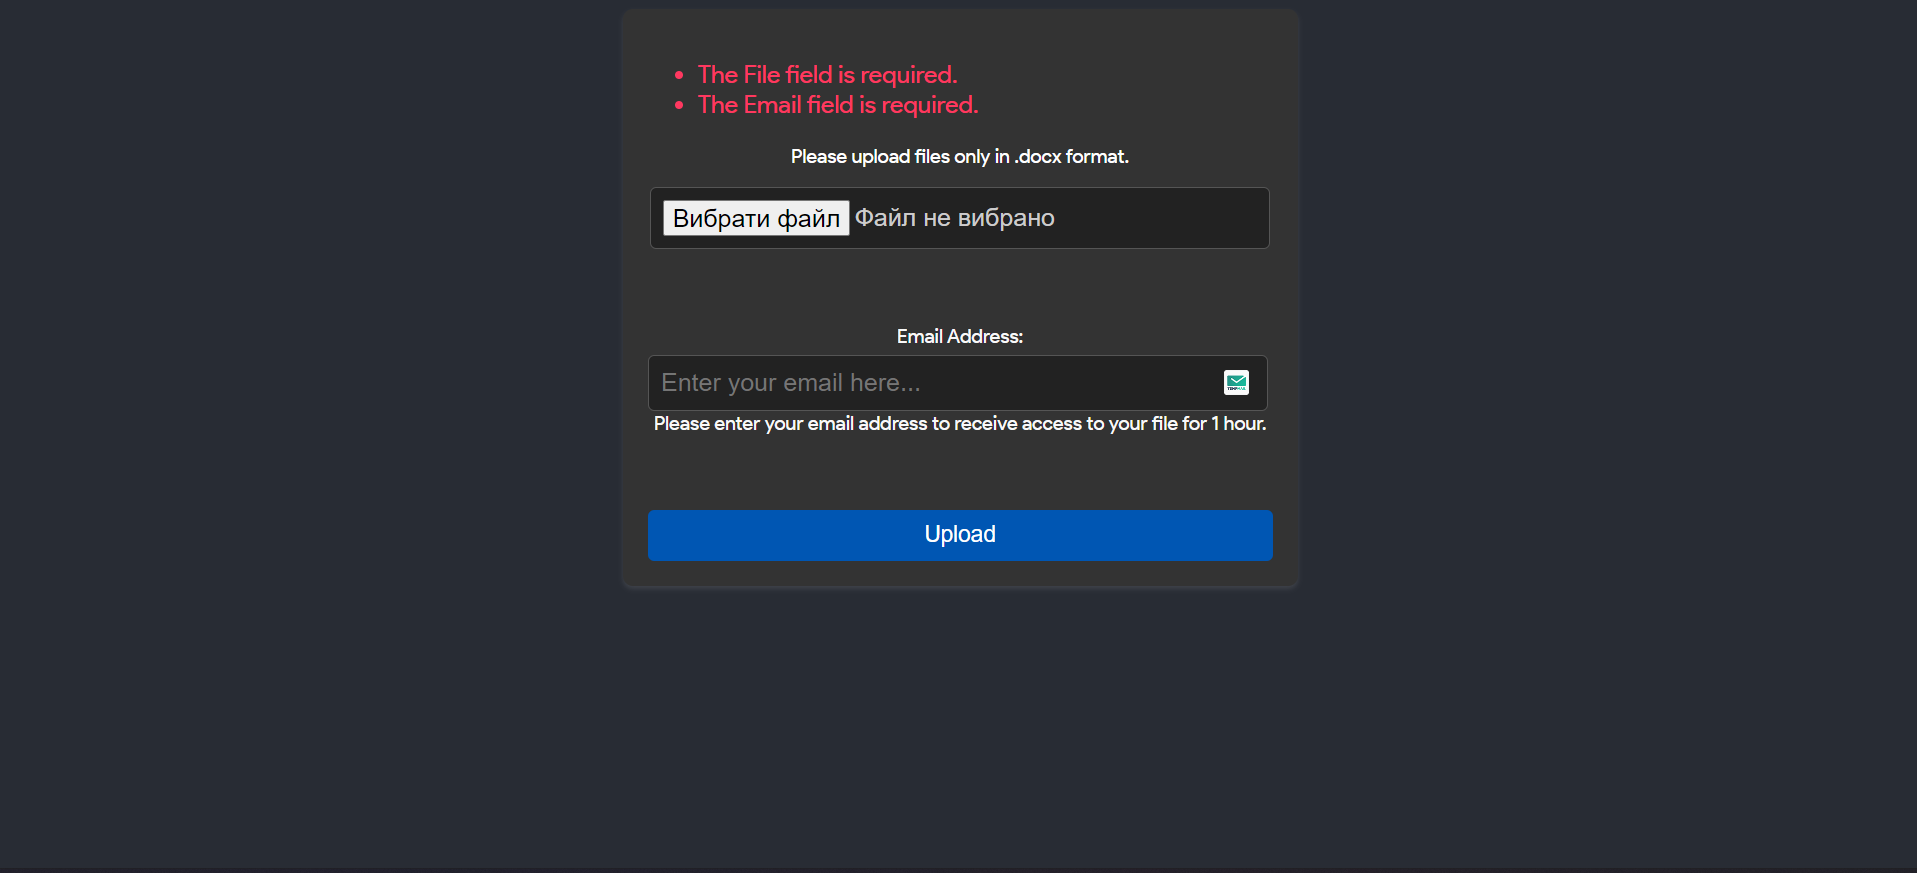 The File field is required.
The Email field is required.
Please upload files only in .docx format.
Вибрати файл Файл не вибрано
Email Address:
Enter your email here...
Please enter your email address to receive access to your file for 1 hour.
Upload